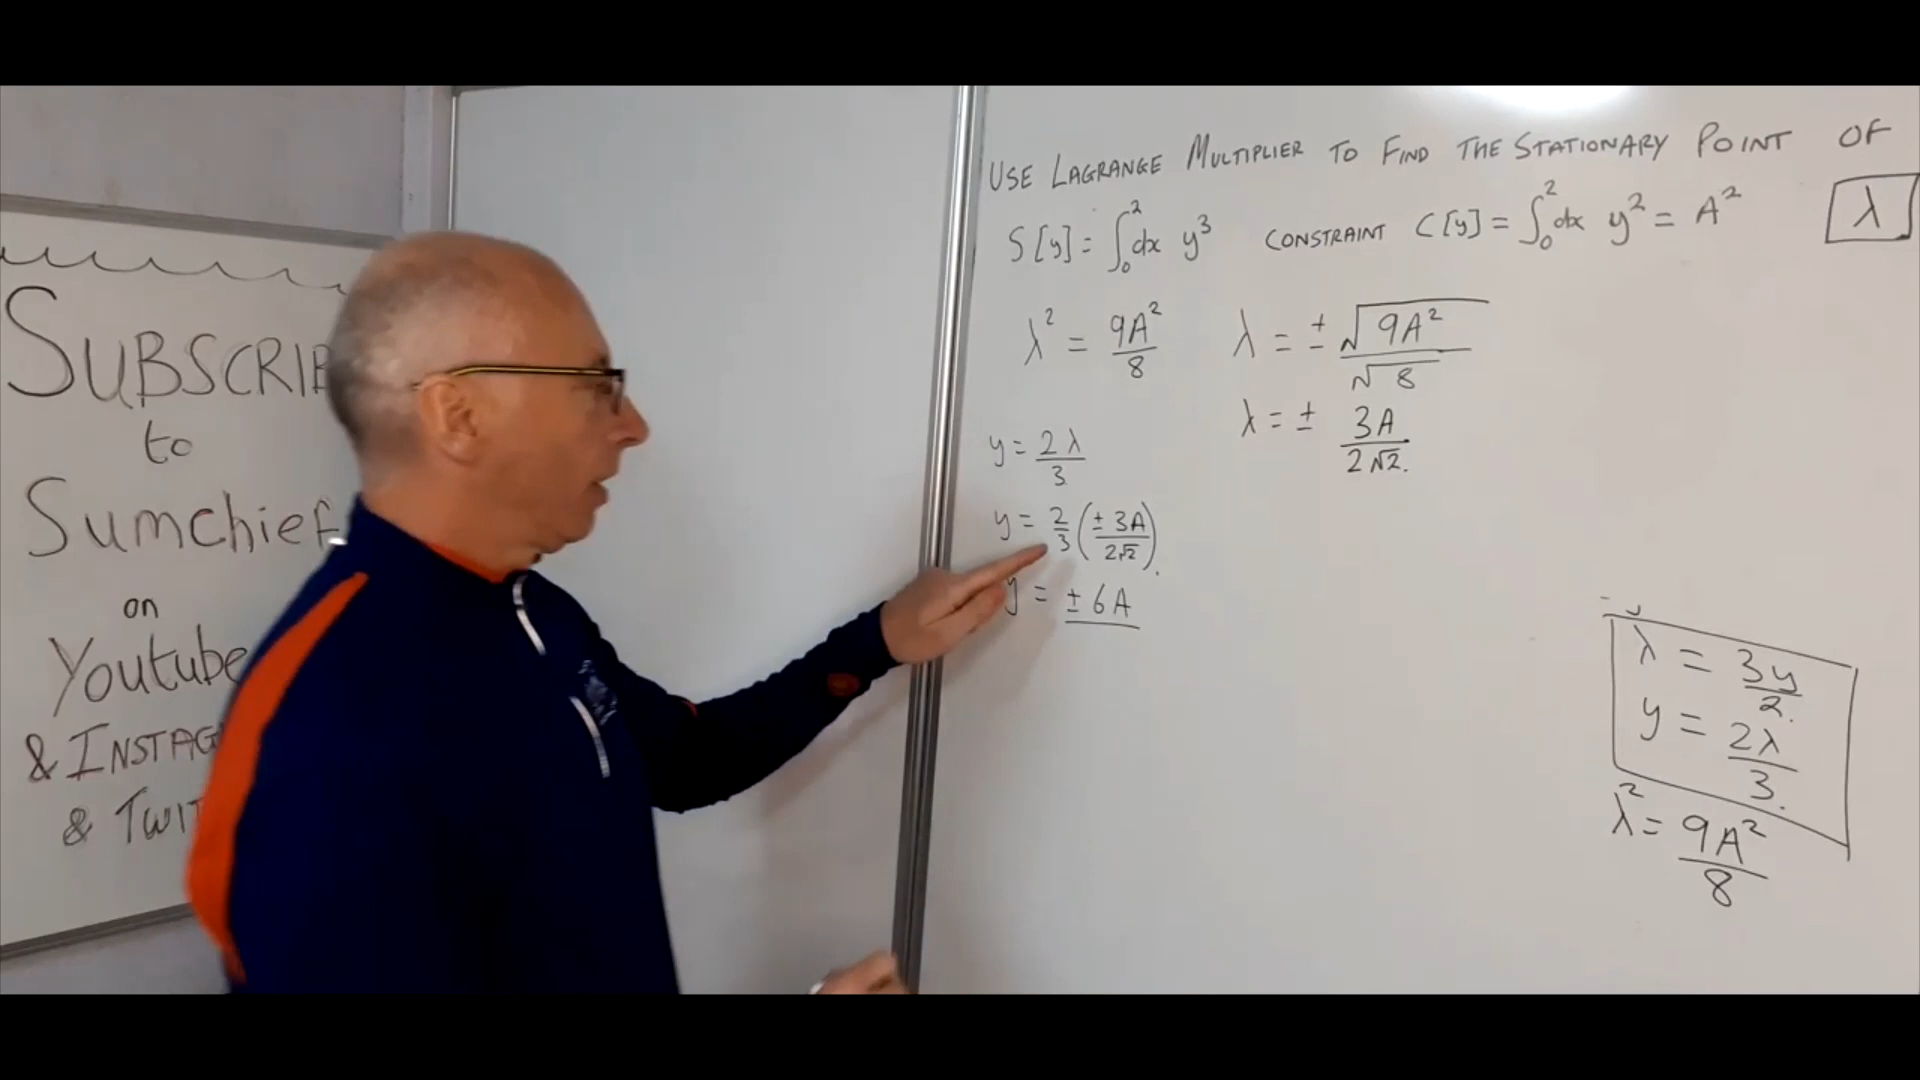 SUBSCRIB
to
Sumchief
on
Youtube
& INSTAG
& TWIT
USE LAGRANGE MULTIPLIER TO FIND THE STATIONARY POINT OF
S[y] = ∫₀² dx y³ CONSTRAINT C[y] = ∫₀² dx y² = A² λ
λ² = 9A²/8 λ = ± √9A²/√8
λ = ± 3A/2√2.
y = 2λ/3
y = 2/3 (± 3A/2√2).
y = ± 6A
λ = 3y/2.
y = 2λ/3.
λ² = 9A²/8